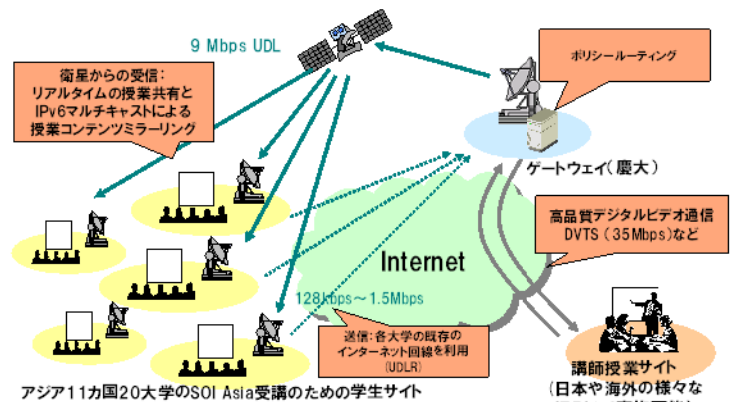 9 Mbps UDL
ポリシールーティング
衛星からの受信：
リアルタイムの授業共有と
IPv6マルチキャストによる
授業コンテンツミラーリング
ゲートウェイ（慶大）
高品質デジタルビデオ通信
DVTS（35Mbps）など
Internet
128kbps～1.5Mbps
送信：各大学の既存の
インターネット回線を利用
(UDLR)
講師授業サイト
（日本や海外の様々な
アジア11カ国20大学のSOI Asia受講のための学生サイト